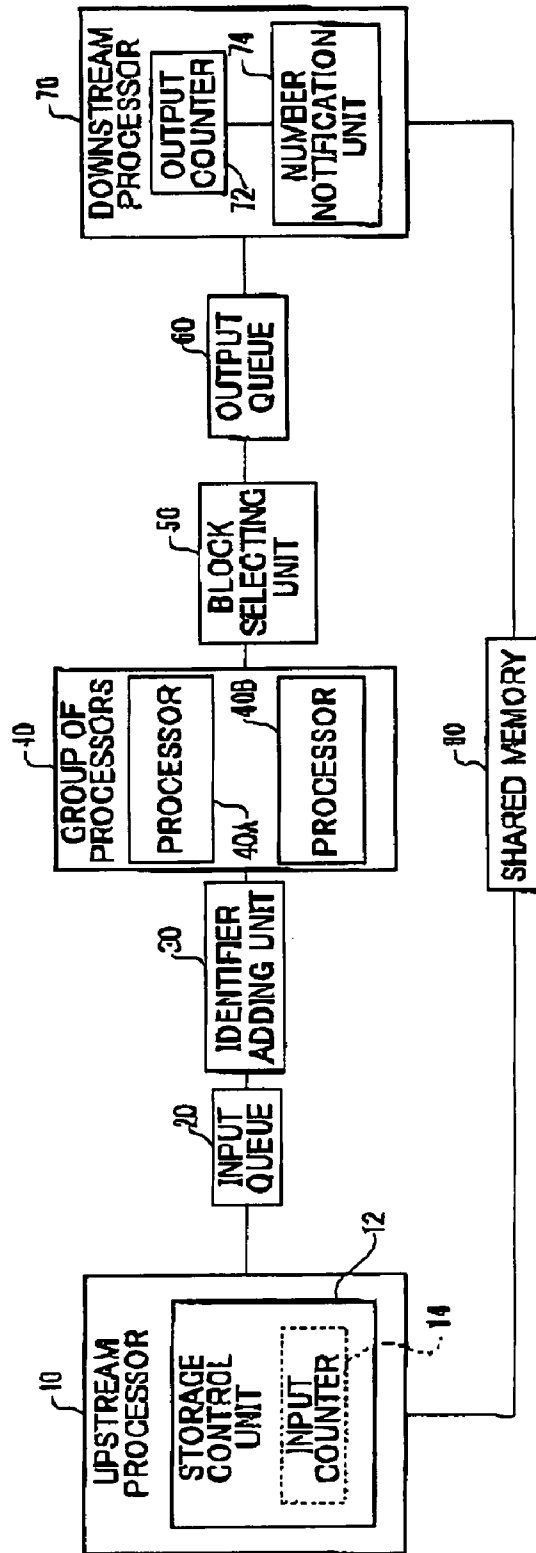 10
UPSTREAM
PROCESSOR
STORAGE
CONTROL
UNIT
INPUT
COUNTER
12
14
20
INPUT
QUEUE
30
IDENTIFIER
ADDING UNIT
40
GROUP OF
PROCESSORS
PROCESSOR
40A
40B
PROCESSOR
50
BLOCK
SELECTING
UNIT
60
OUTPUT
QUEUE
70
DOWNSTREAM
PROCESSOR
OUTPUT
COUNTER
72
74
NUMBER
NOTIFICATION
UNIT
80
SHARED MEMORY